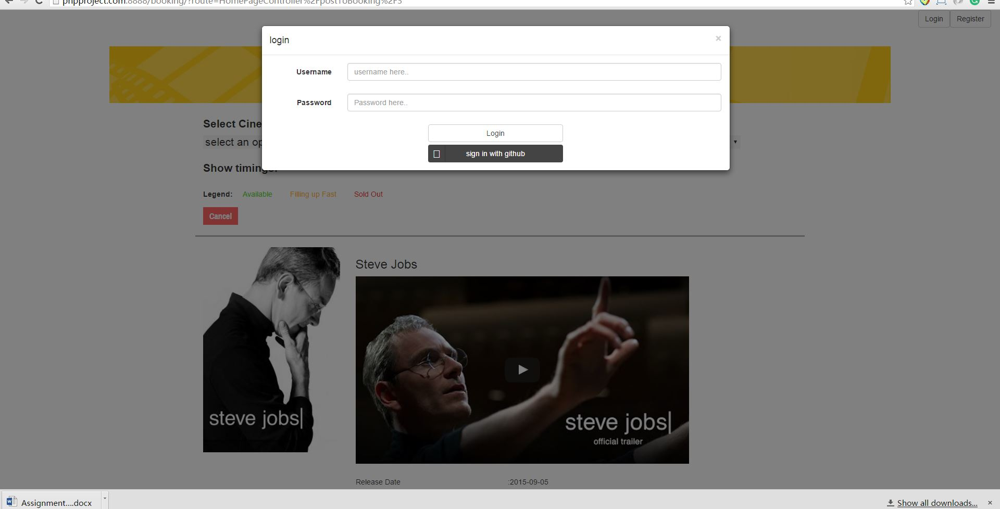 phpproject.com:8888/booking/?route=HomePageController%2FpostToBooking%2F3
Login Register
login ×
Username username here..
Password Password here..
Login
sign in with github
Select Cine
select an op
Show timings:
Legend: Available Filling up Fast Sold Out
Cancel
Steve Jobs
steve jobs|
steve jobs|
official trailer
Release Date :2015-09-05
Assignment....docx Show all downloads... ×